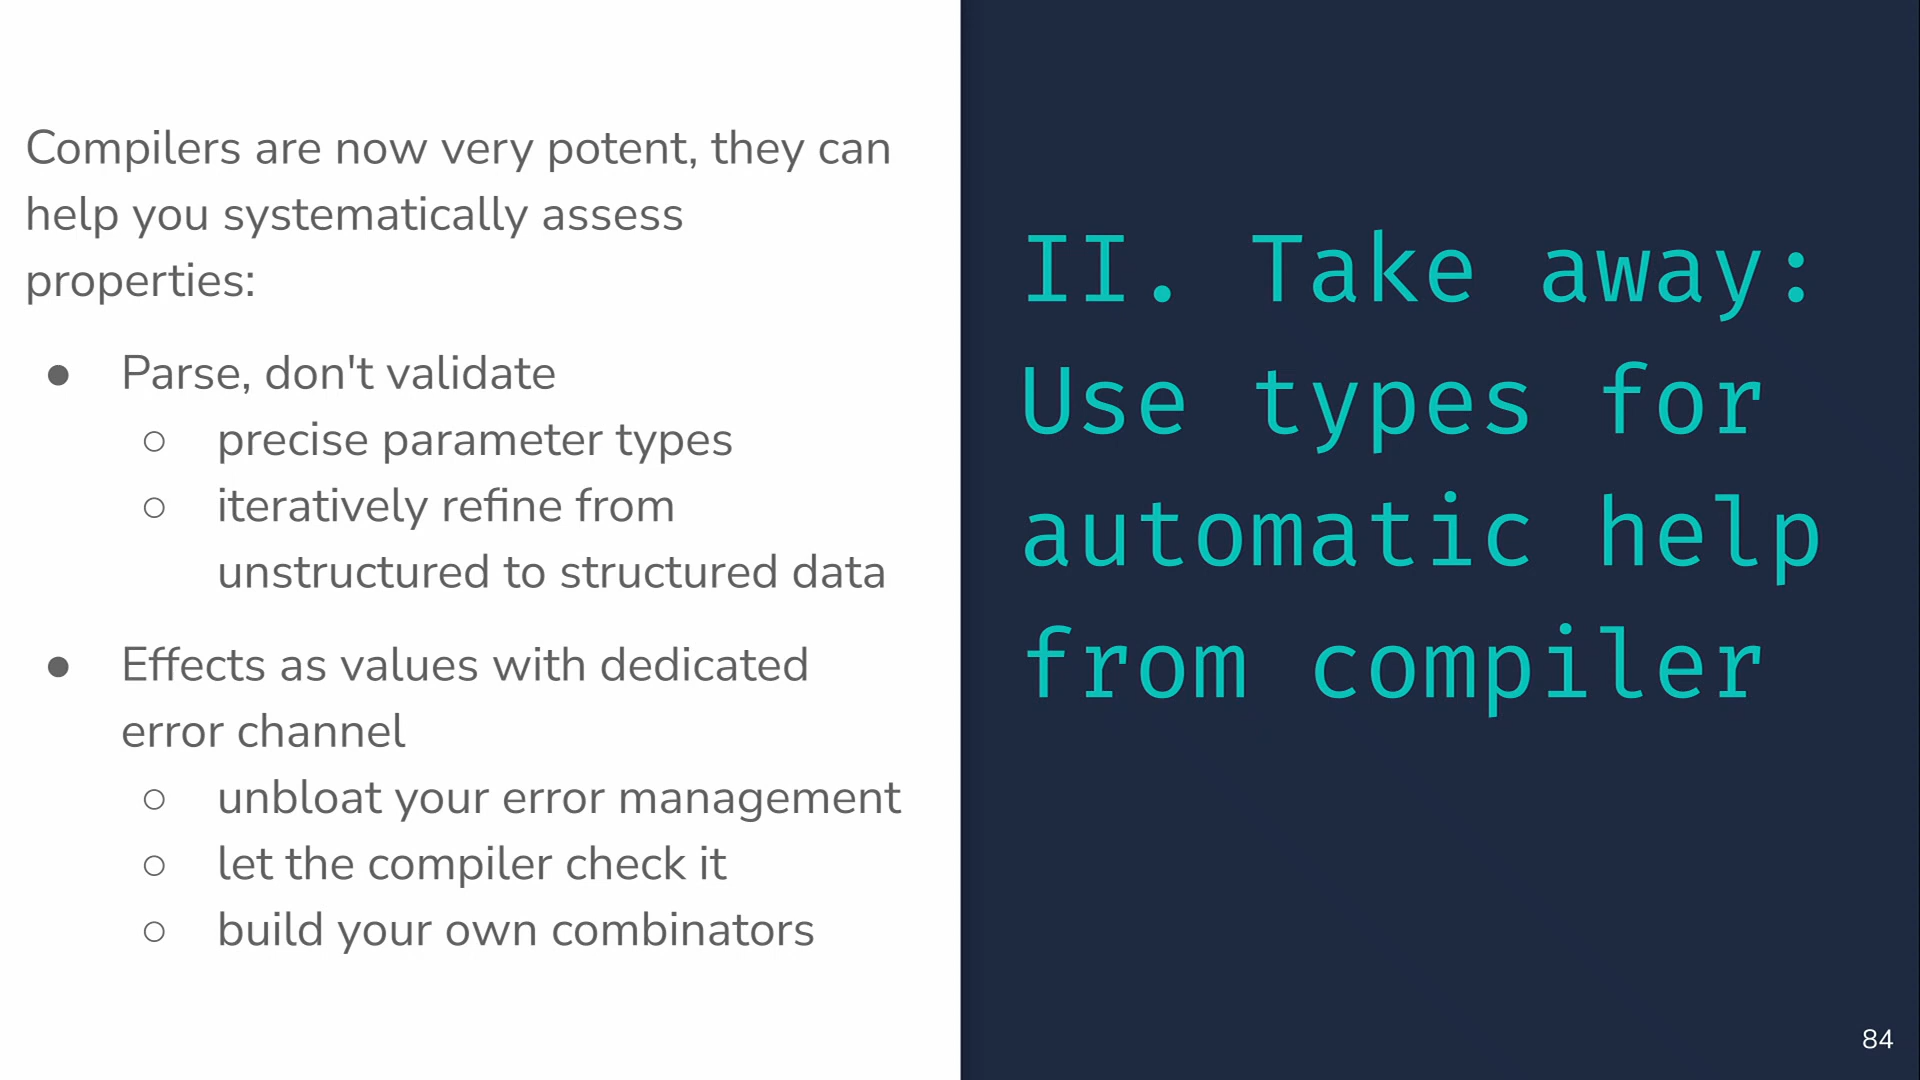 Compilers are now very potent, they can
help you systematically assess
properties:
● Parse, don't validate
○ precise parameter types
○ iteratively refine from
unstructured to structured data
● Effects as values with dedicated
error channel
○ unbloat your error management
○ let the compiler check it
○ build your own combinators
II. Take away:
Use types for
automatic help
from compiler
84